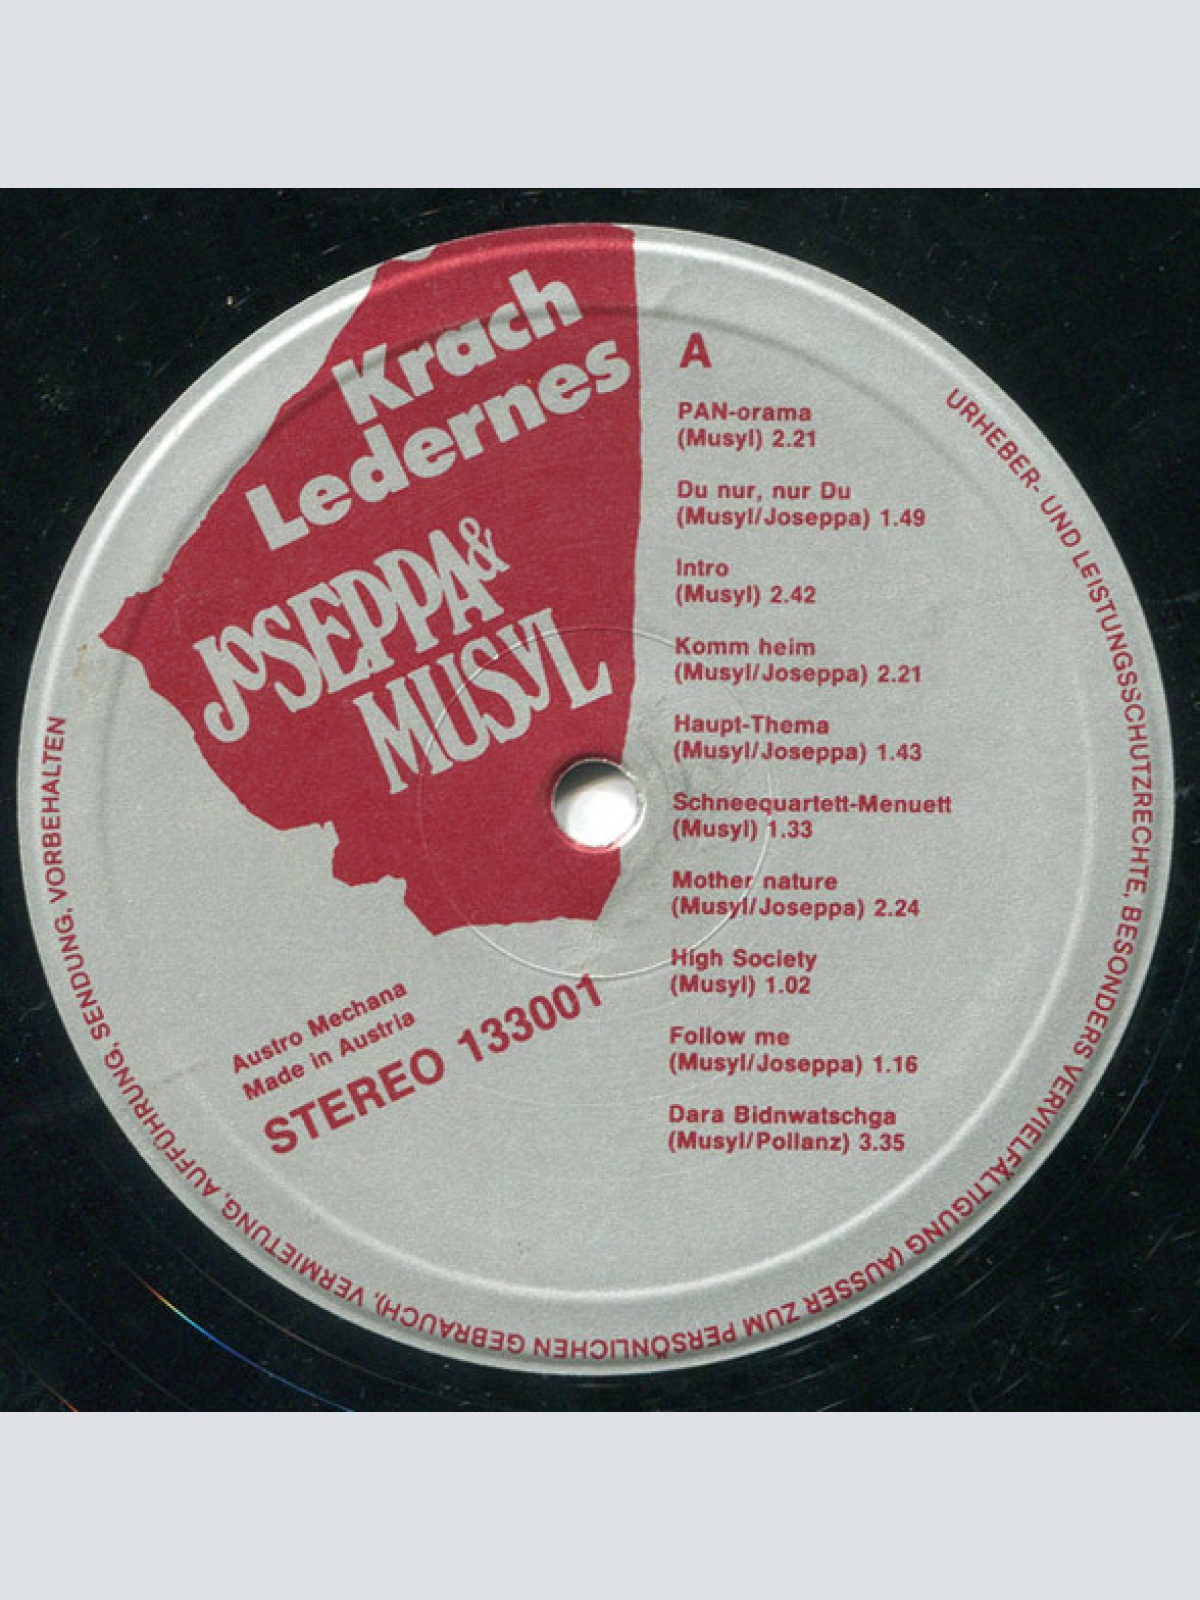 Krach
Ledernes
JOSEPPA &
MUSYL
A
PAN-orama
(Musyl) 2.21
Du nur, nur Du
(Musyl/Joseppa) 1.49
Intro
(Musyl) 2.42
Komm heim
(Musyl/Joseppa) 2.21
Haupt-Thema
(Musyl/Joseppa) 1.43
Schneequartett-Menuett
(Musyl) 1.33
Mother nature
(Musyl/Joseppa) 2.24
High Society
(Musyl) 1.02
Follow me
(Musyl/Joseppa) 1.16
Dara Bidnwatschga
(Musyl/Pollanz) 3.35
Austro Mechana
Made in Austria
STEREO 133001
URHEBER- UND LEISTUNGSSCHUTZRECHTE, BESONDERS VERVIELFÄLTIGUNG (AUSSER ZUM PERSÖNLICHEN GEBRAUCH), VERMIETUNG, AUFFÜHRUNG, SENDUNG, VORBEHALTEN